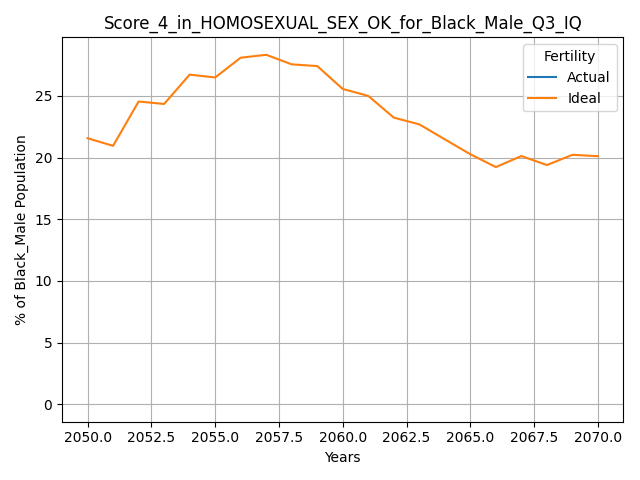 Score_4_in_HOMOSEXUAL_SEX_OK_for_Black_Male_Q3_IQ
Fertility
Actual
Ideal
% of Black_Male Population
25
20
15
10
5
0
2050.0 2052.5 2055.0 2057.5 2060.0 2062.5 2065.0 2067.5 2070.0
Years